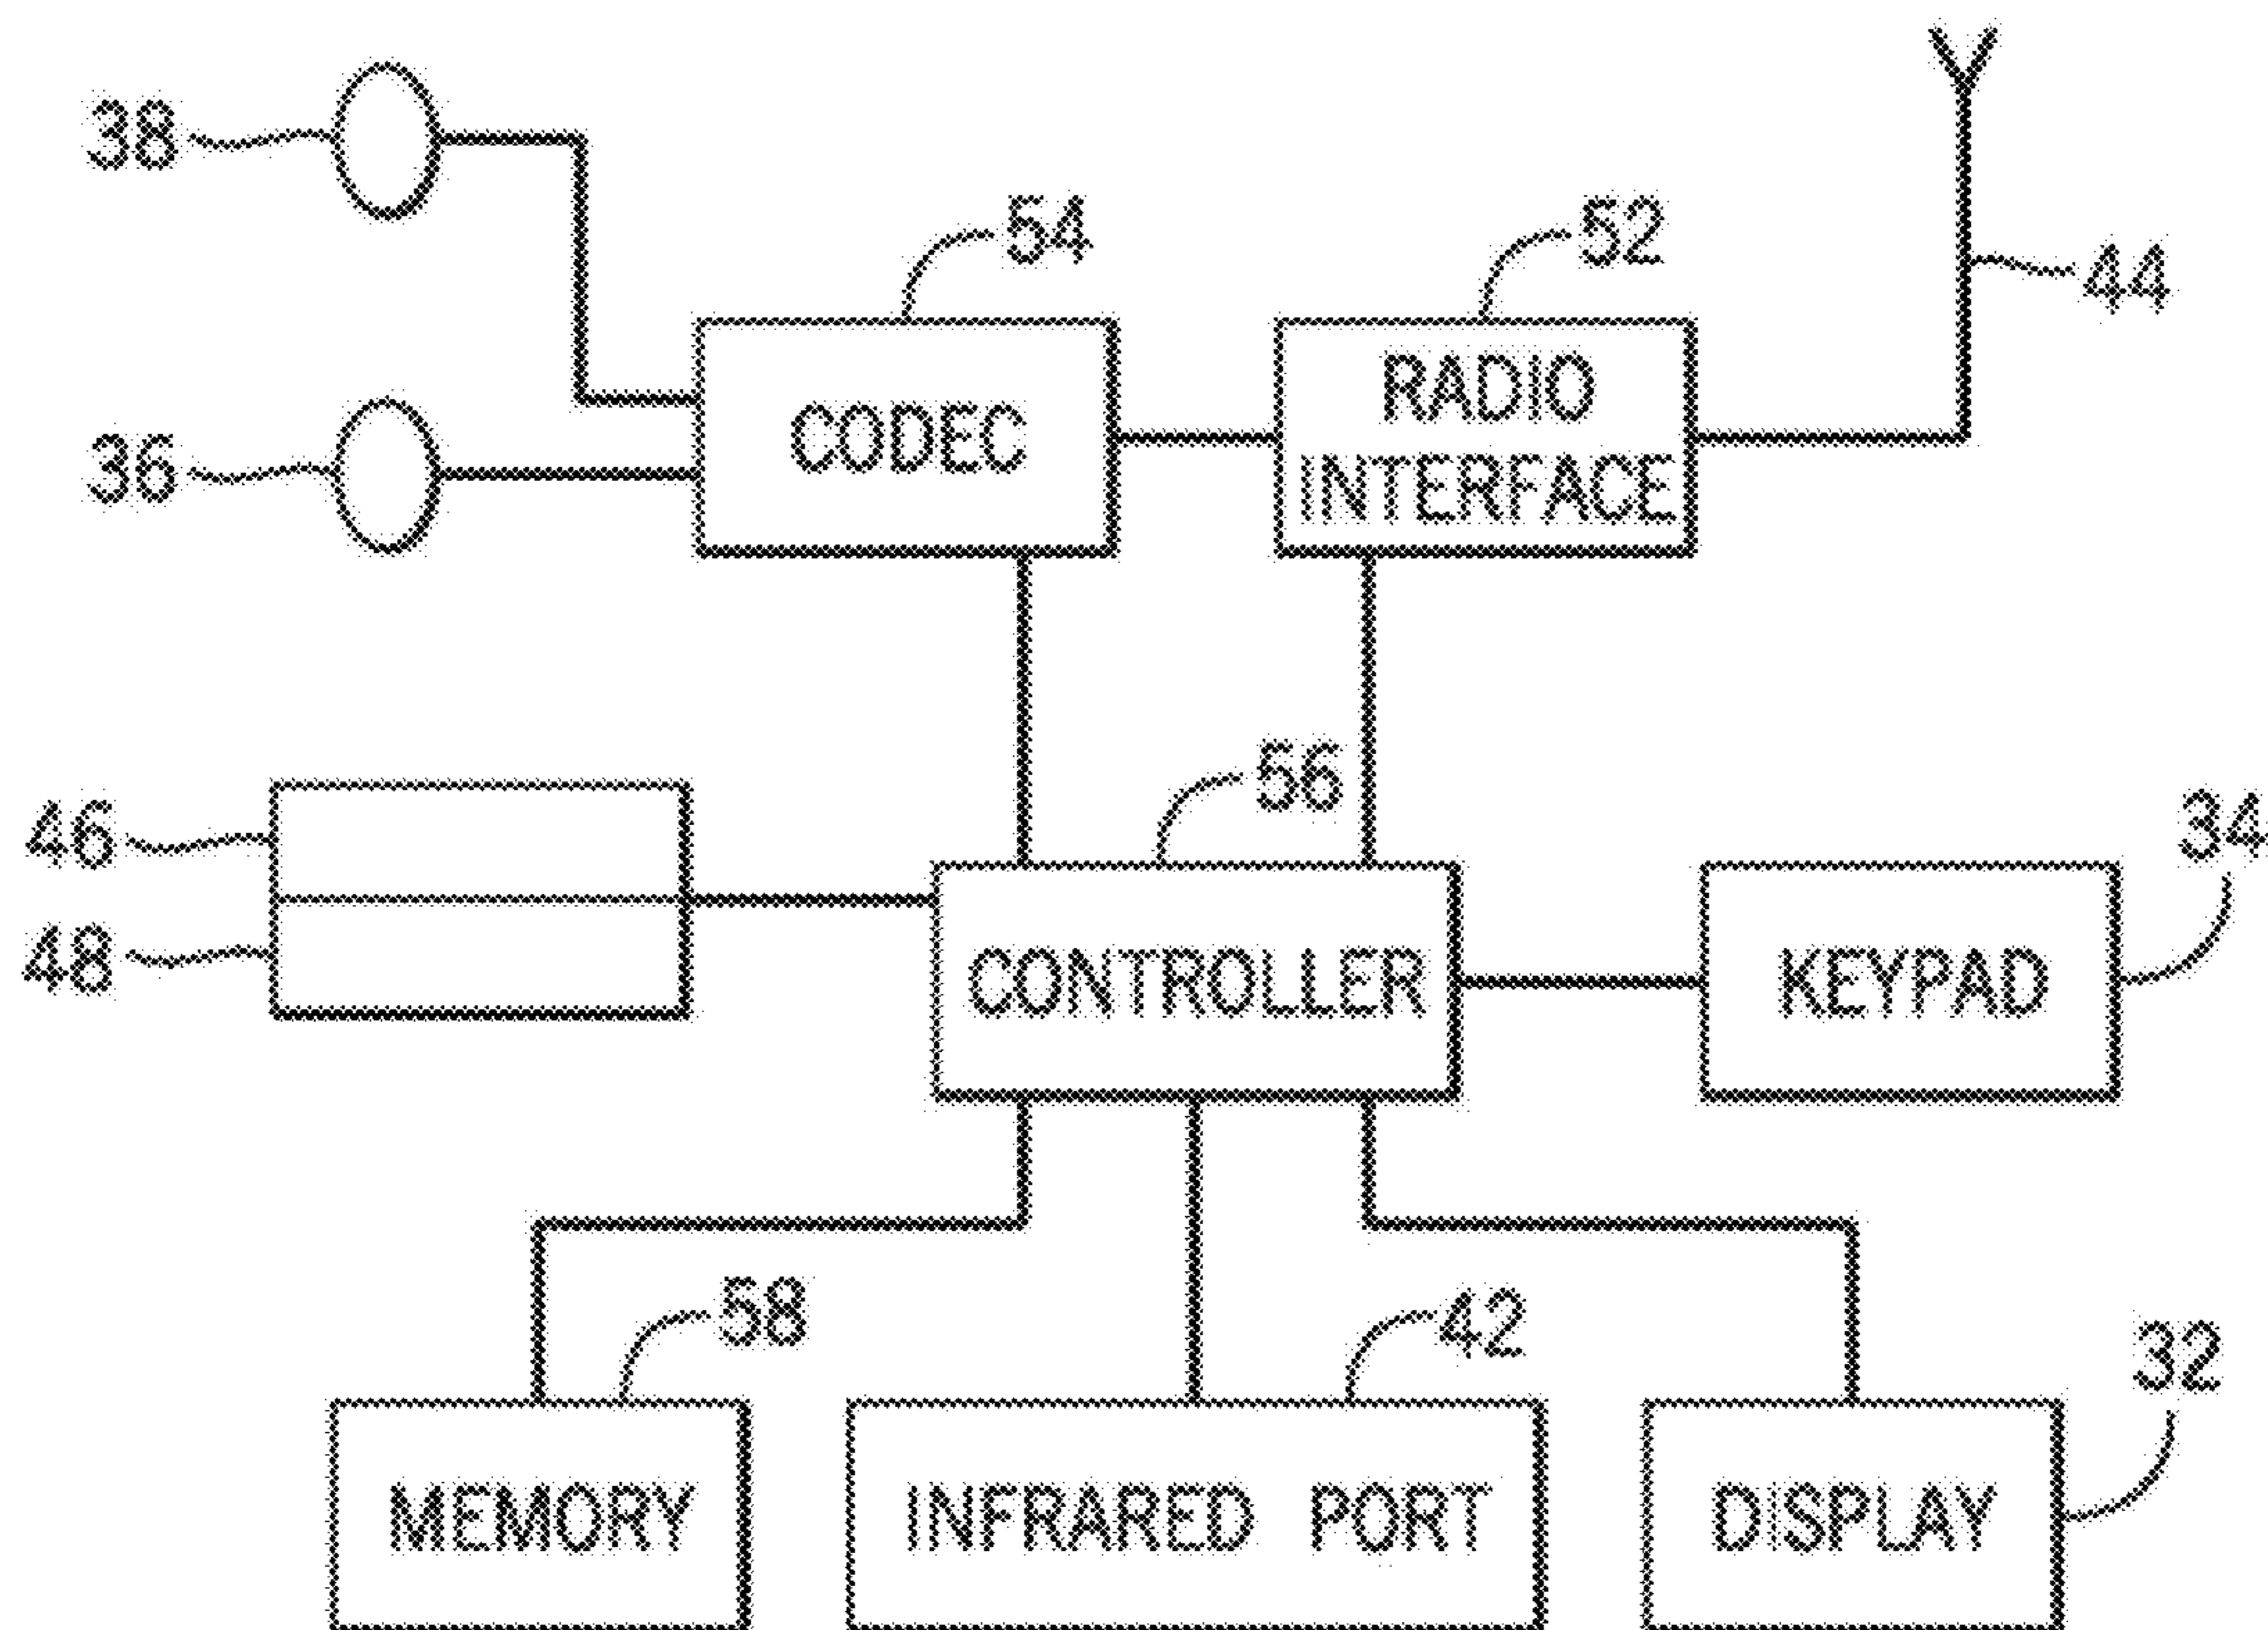 38
54
52
44
RADIO
CODEC
INTERFACE
36
56
46
34
48
CONTROLLER
KEYPAD
58
42
32
MEMORY
INFRARED PORT
DISPLAY